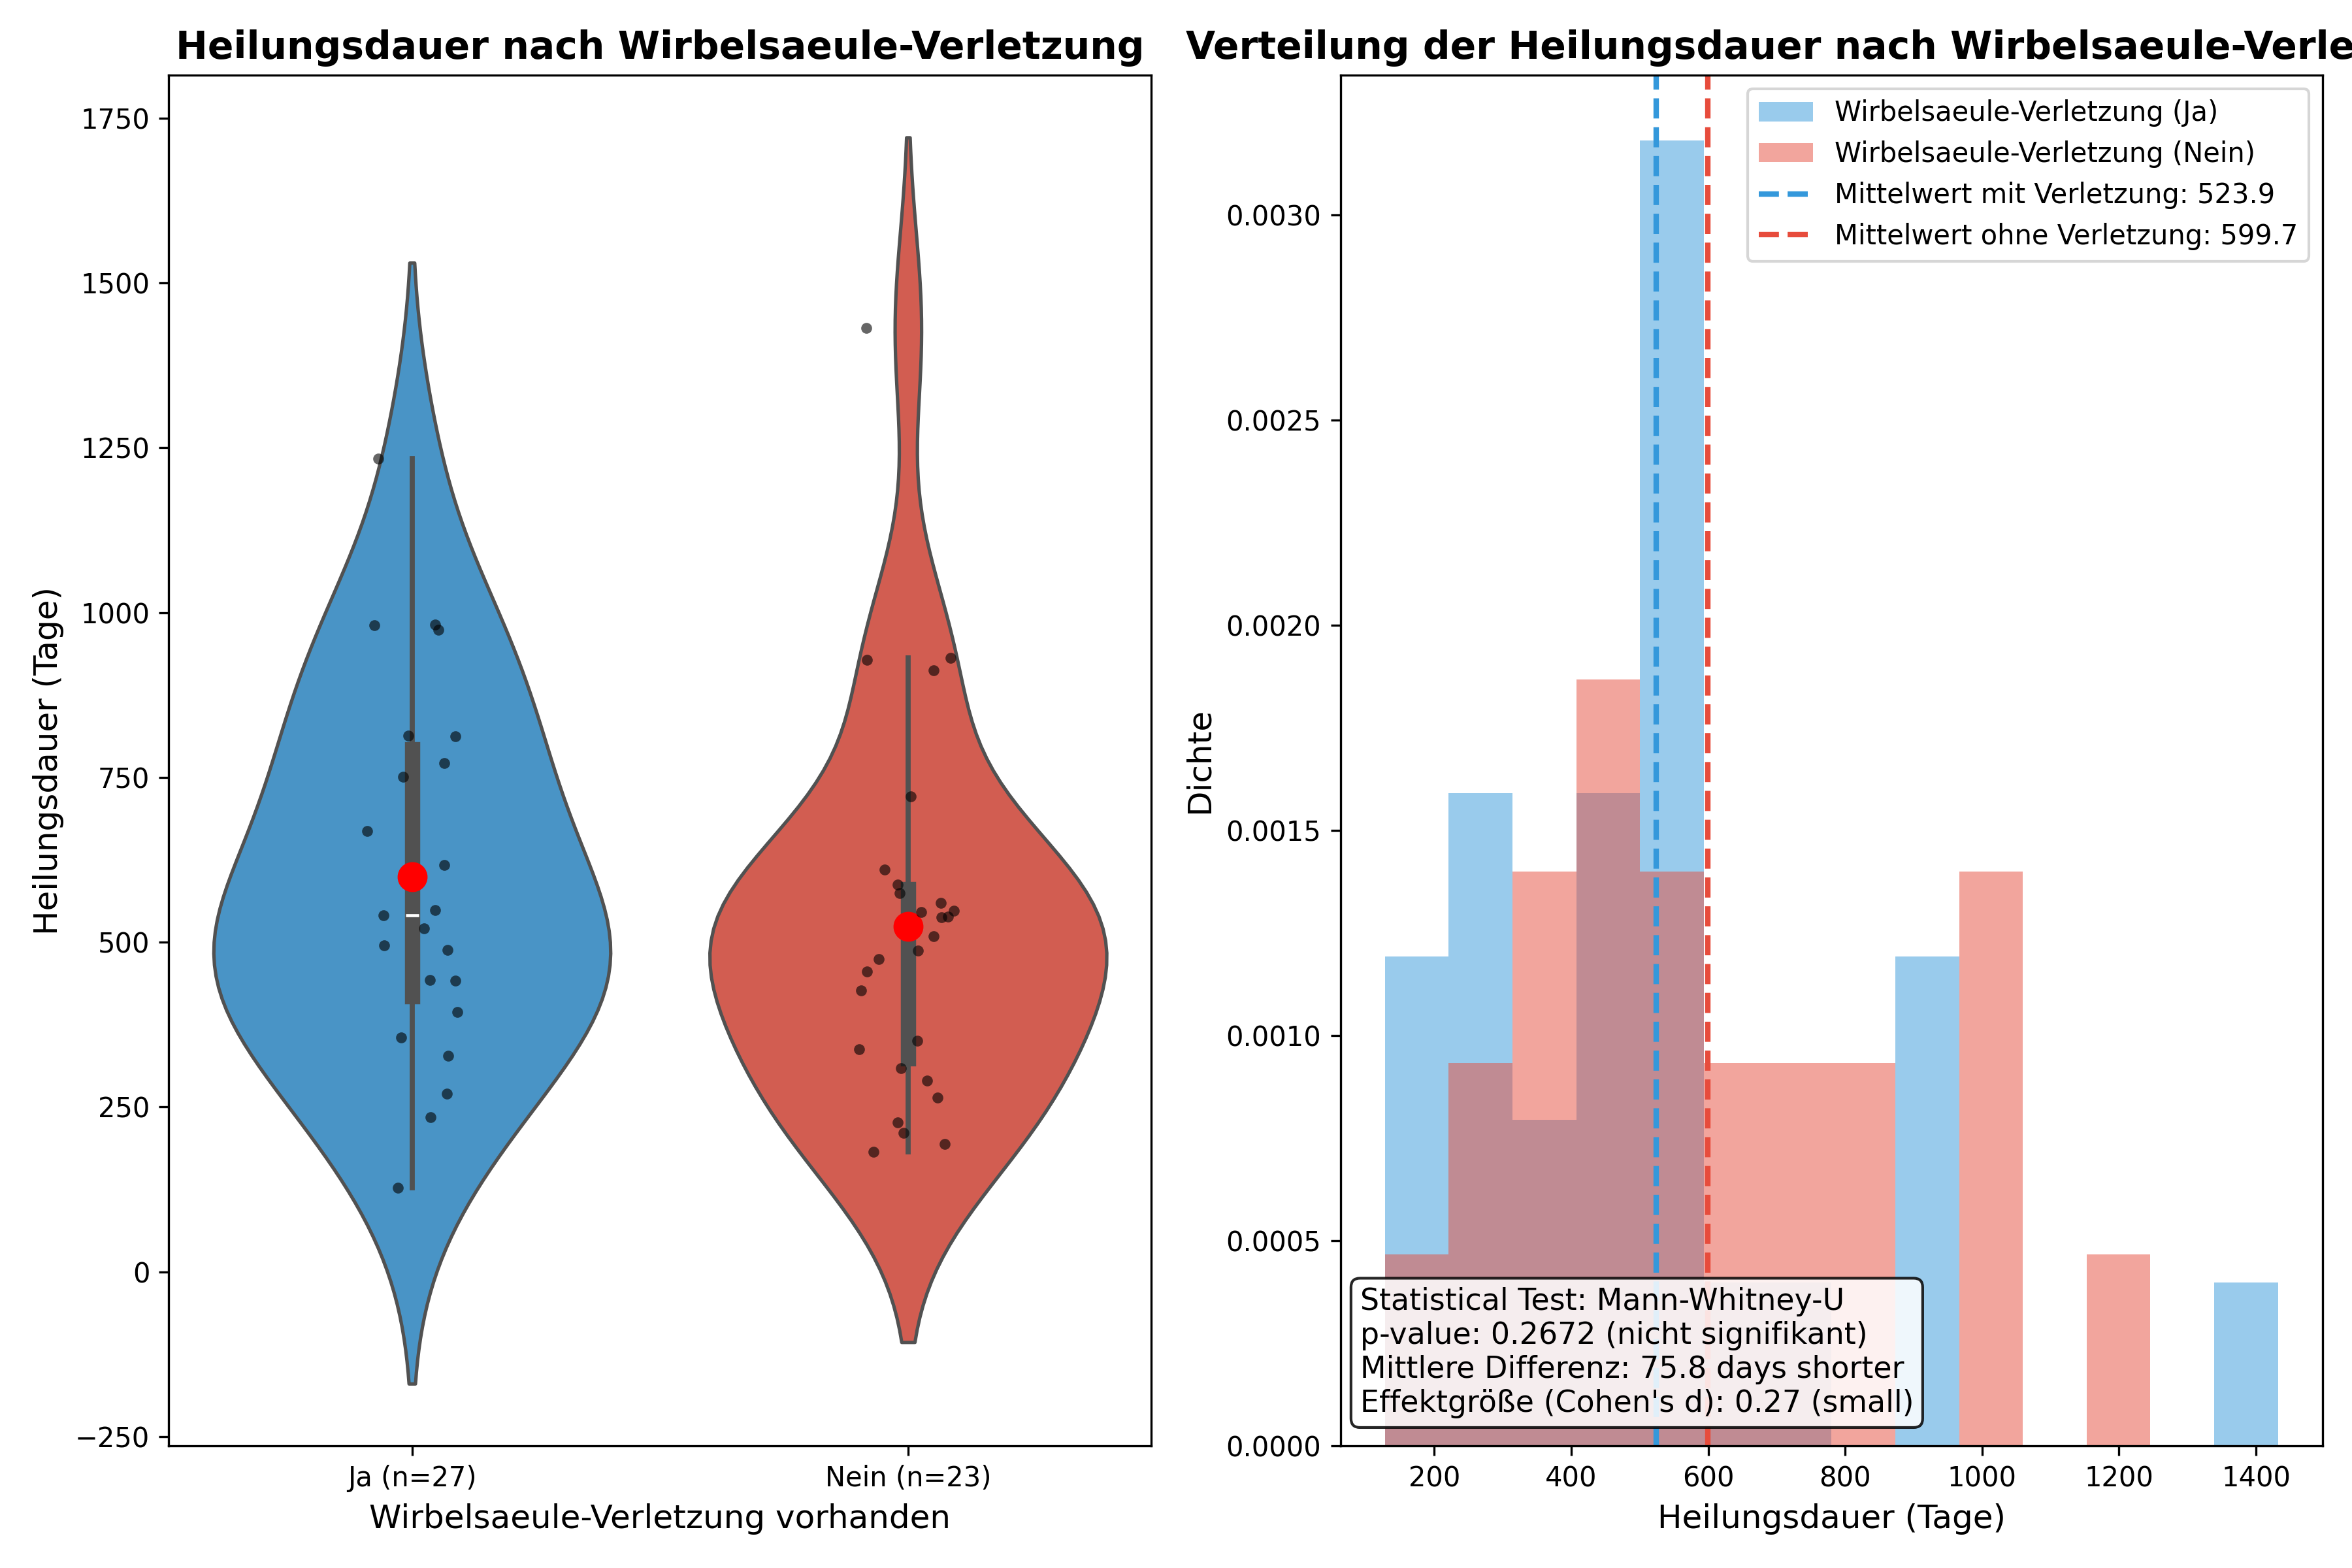 Heilungsdauer nach Wirbelsaeule-Verletzung
Heilungsdauer (Tage)
1750
1500
1250
1000
750
500
250
0
−250
Ja (n=27)
Nein (n=23)
Wirbelsaeule-Verletzung vorhanden
Verteilung der Heilungsdauer nach Wirbelsaeule-Verle
Dichte
0.0030
0.0025
0.0020
0.0015
0.0010
0.0005
0.0000
Wirbelsaeule-Verletzung (Ja)
Wirbelsaeule-Verletzung (Nein)
Mittelwert mit Verletzung: 523.9
Mittelwert ohne Verletzung: 599.7
Statistical Test: Mann-Whitney-U
p-value: 0.2672 (nicht signifikant)
Mittlere Differenz: 75.8 days shorter
Effektgröße (Cohen's d): 0.27 (small)
200
400
600
800
1000
1200
1400
Heilungsdauer (Tage)